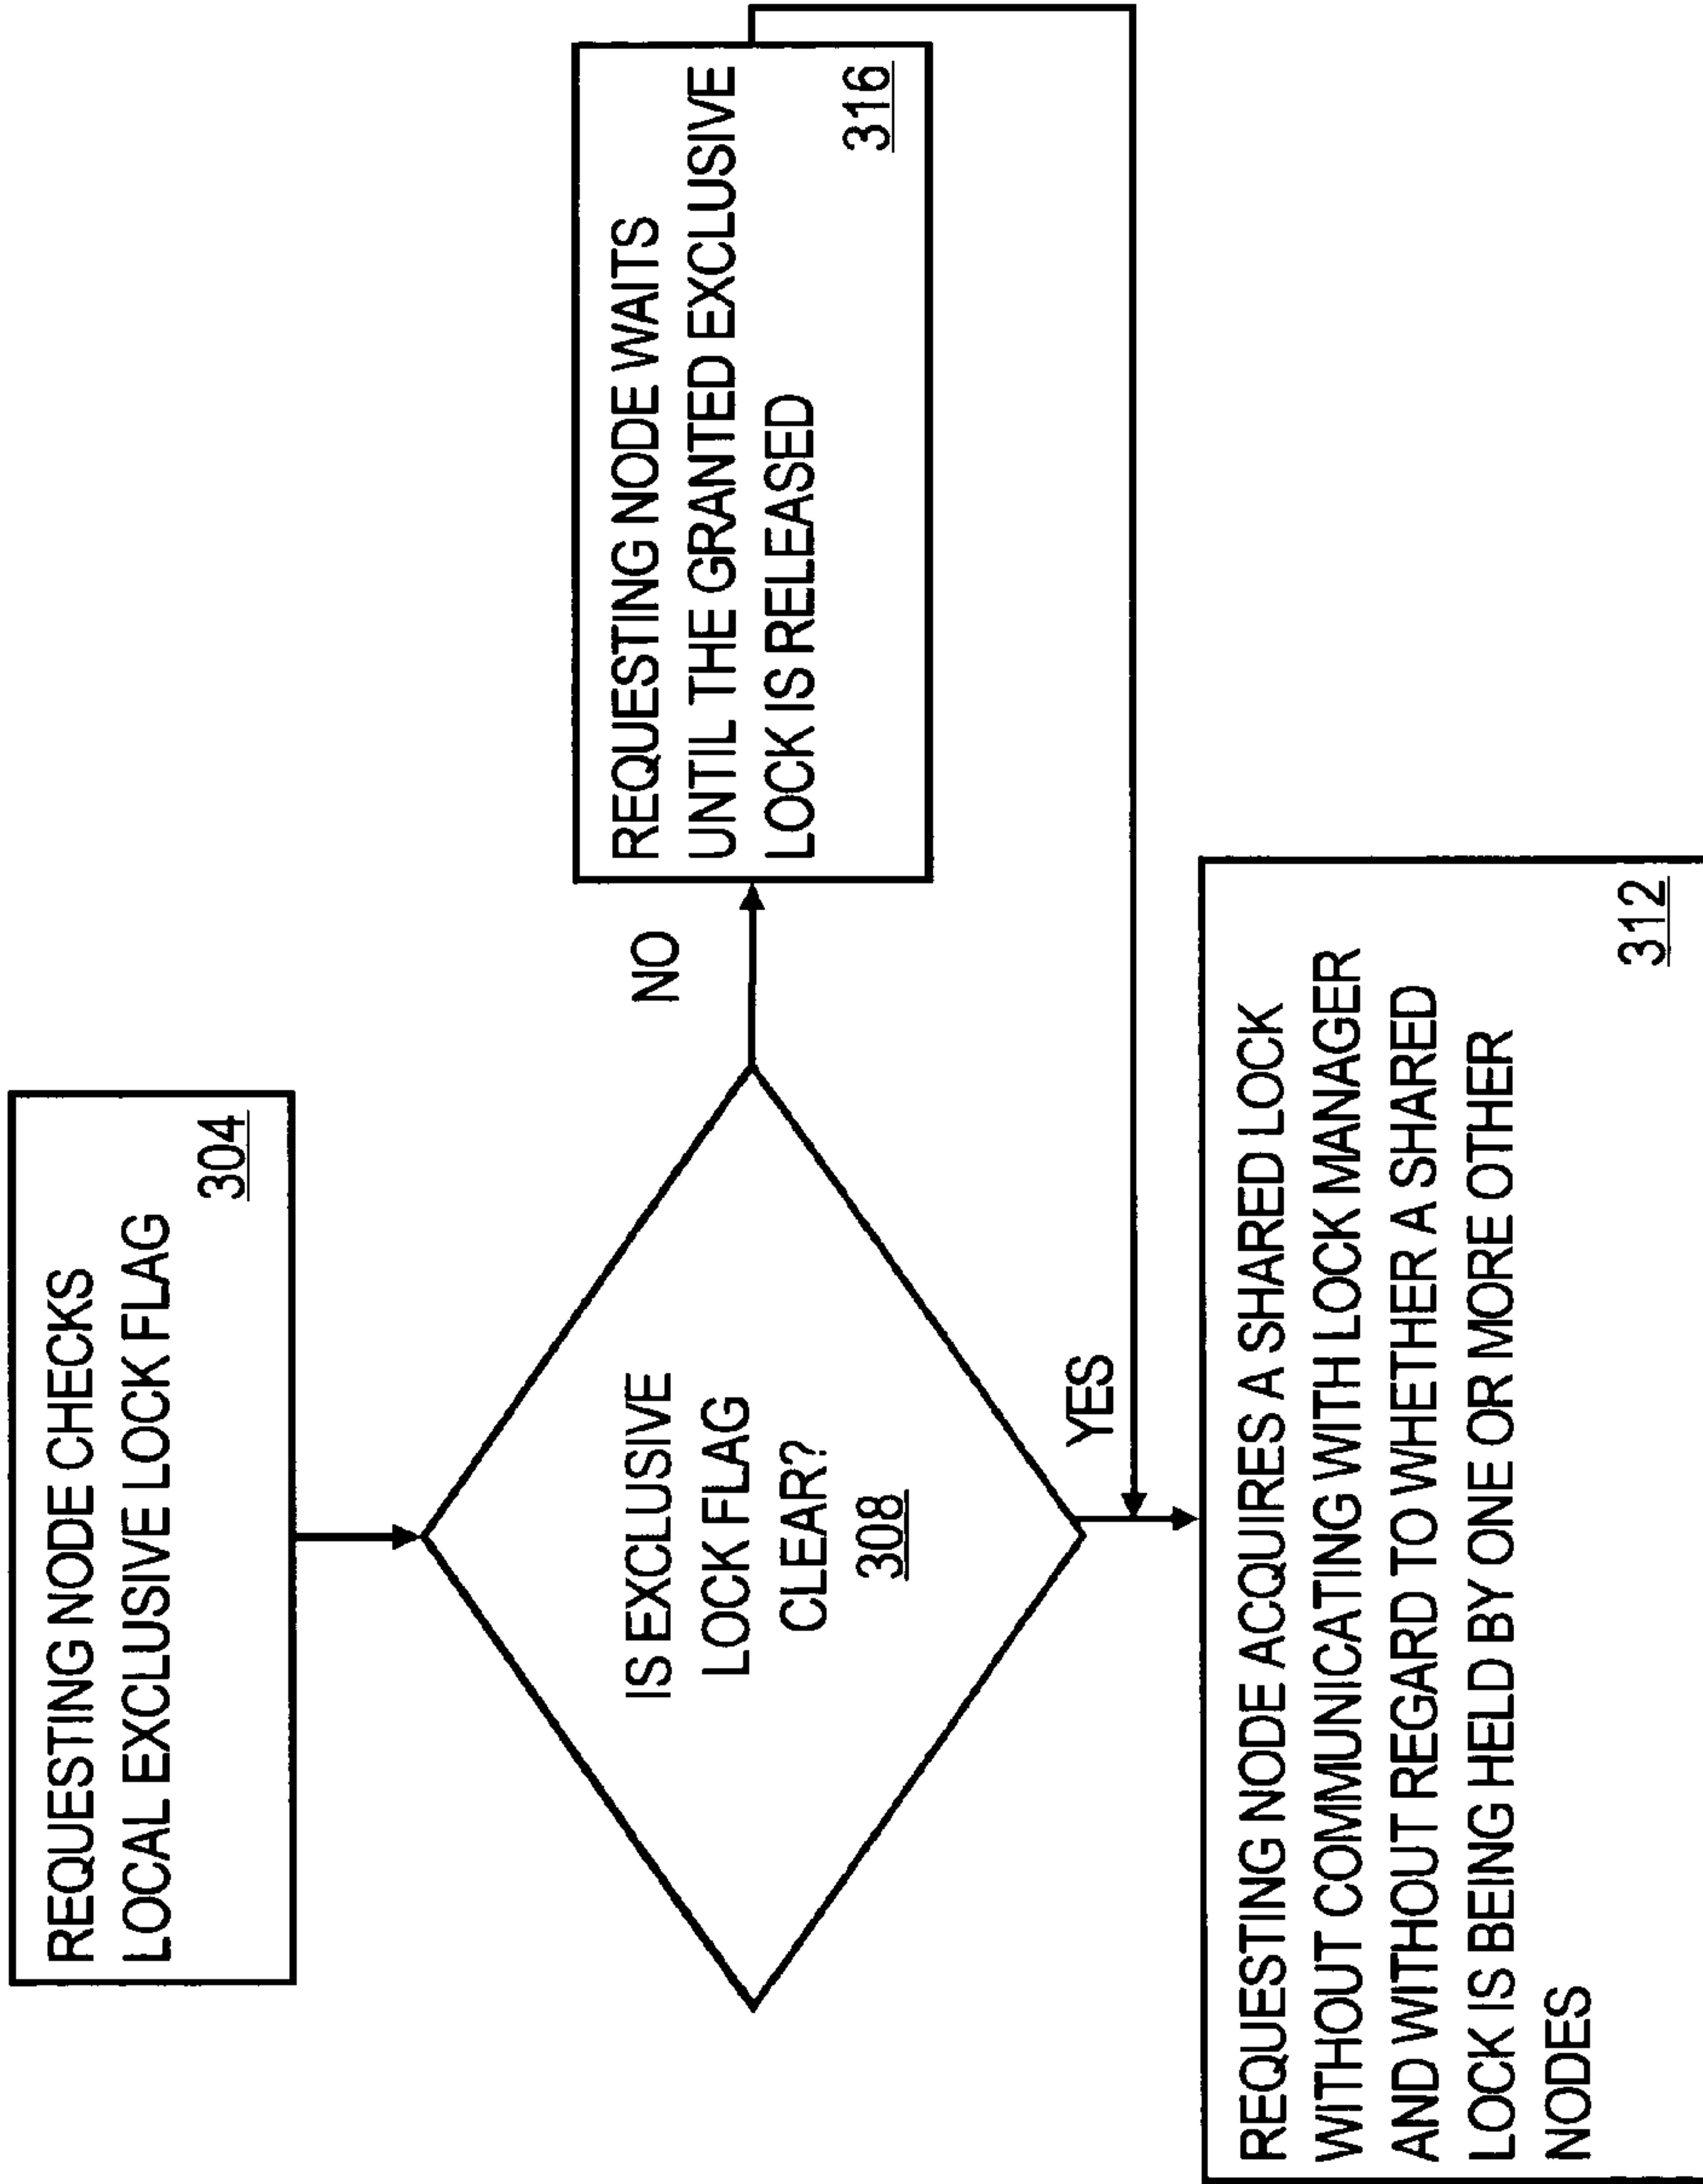 REQUESTING NODE CHECKS
LOCAL EXCLUSIVE LOCK FLAG
304
IS EXCLUSIVE
LOCK FLAG
CLEAR?
308
NO
REQUESTING NODE WAITS
UNTIL THE GRANTED EXCLUSIVE
LOCK IS RELEASED
316
YES
REQUESTING NODE ACQUIRES A SHARED LOCK
WITHOUT COMMUNICATING WITH LOCK MANAGER
AND WITHOUT REGARD TO WHETHER A SHARED
LOCK IS BEING HELD BY ONE OR MORE OTHER
NODES
312